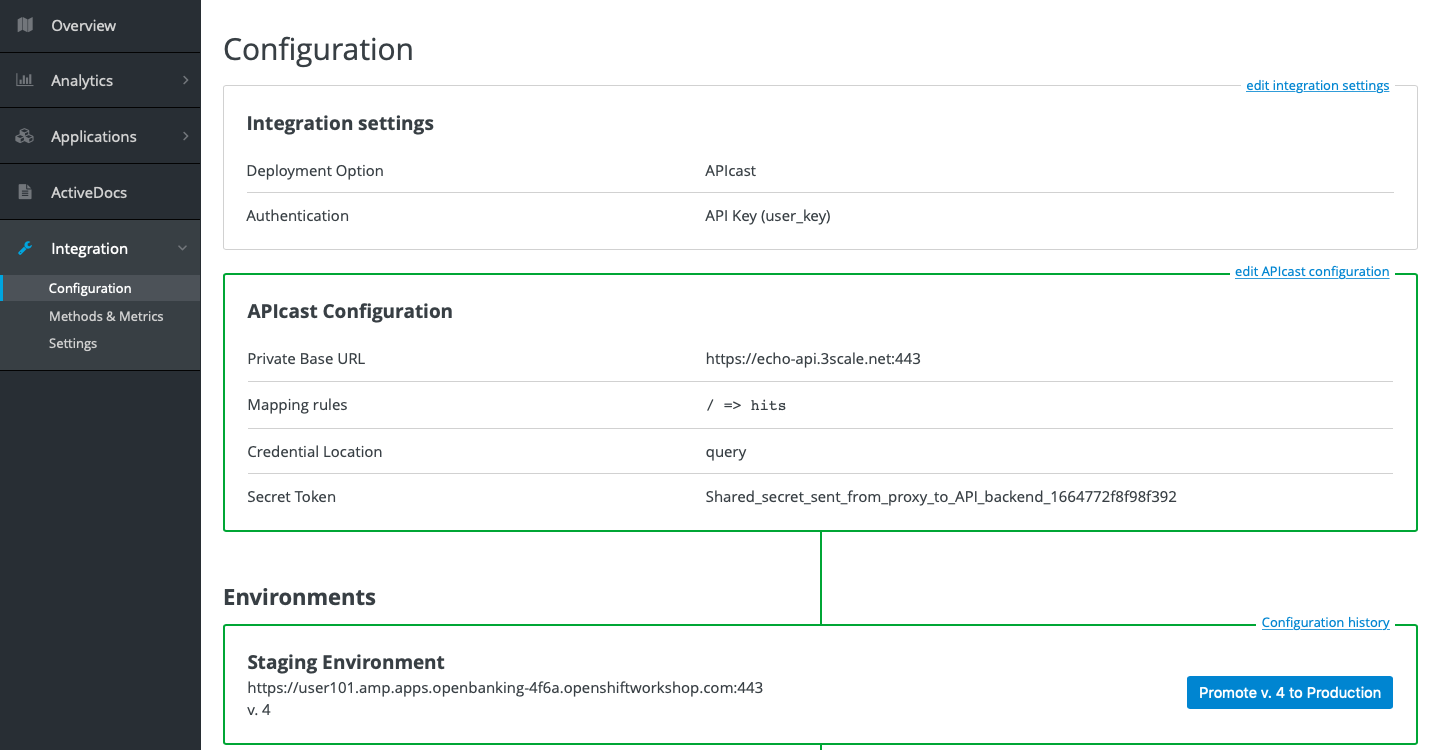 Overview
Analytics
Applications
ActiveDocs
Integration
Configuration
Methods & Metrics
Settings
Configuration
edit integration settings
Integration settings
Deployment Option APIcast
Authentication API Key (user_key)
edit APIcast configuration
APIcast Configuration
Private Base URL https://echo-api.3scale.net:443
Mapping rules / => hits
Credential Location query
Secret Token Shared_secret_sent_from_proxy_to_API_backend_1664772f8f98f392
Environments
Configuration history
Staging Environment
https://user101.amp.apps.openbanking-4f6a.openshiftworkshop.com:443
v. 4
Promote v. 4 to Production